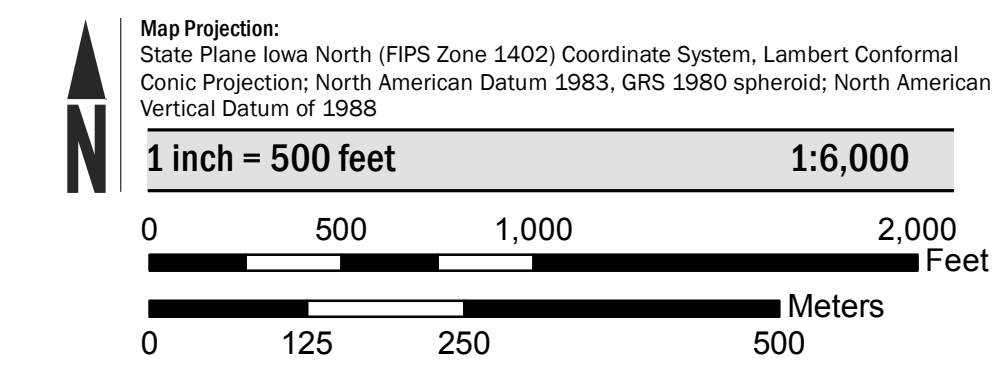 N
Map Projection:
State Plane Iowa North (FIPS Zone 1402) Coordinate System, Lambert Conformal
Conic Projection; North American Datum 1983, GRS 1980 spheroid; North American
Vertical Datum of 1988
1 inch = 500 feet 1:6,000
0 500 1,000 2,000
Feet
Meters
0 125 250 500